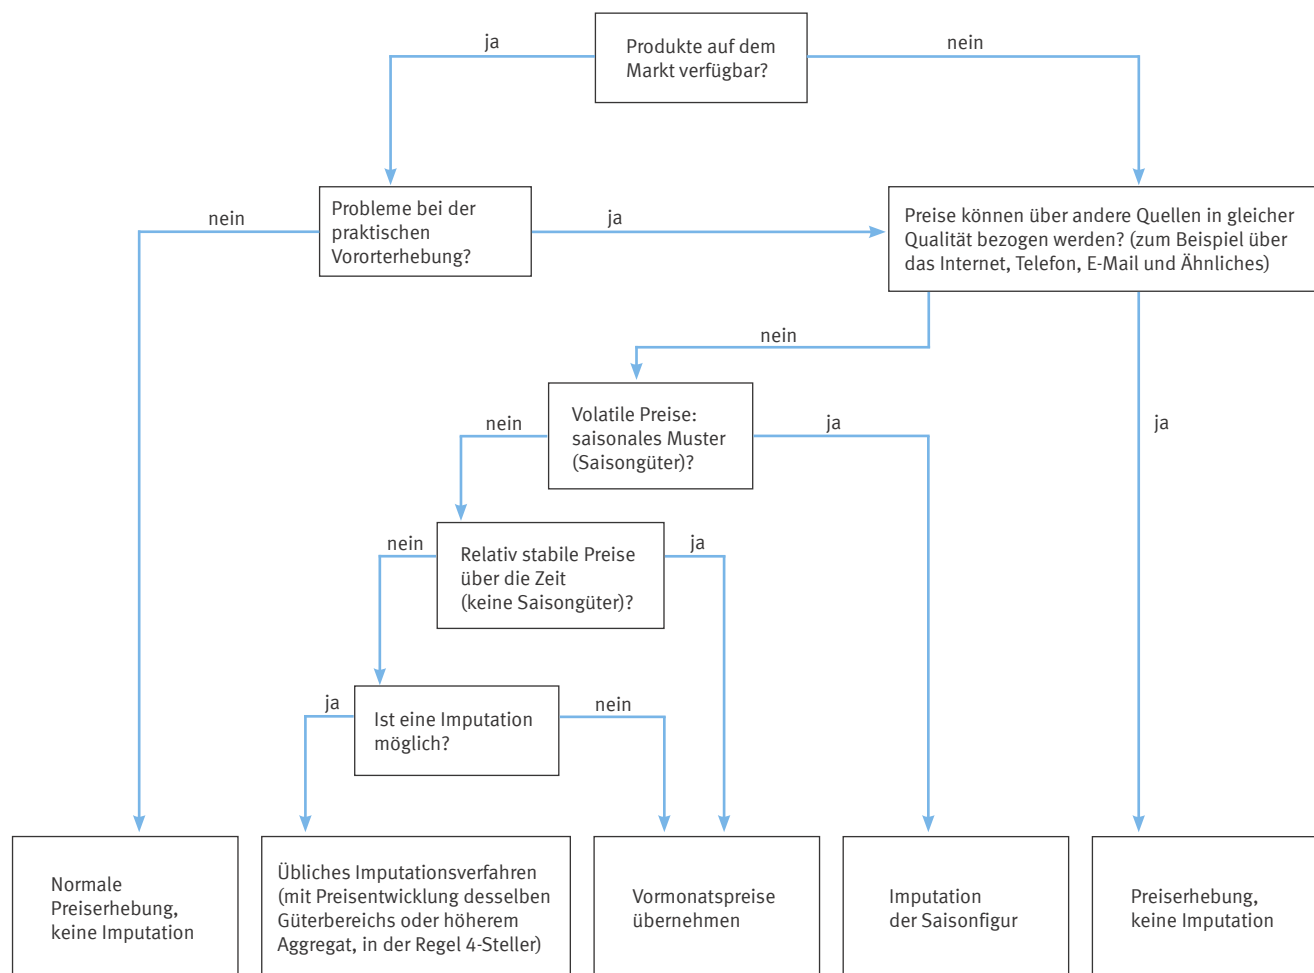 ja
Produkte auf dem
Markt verfügbar?
nein
nein
Probleme bei der
praktischen
Vororterhebung?
ja
Preise können über andere Quellen in gleicher
Qualität bezogen werden? (zum Beispiel über
das Internet, Telefon, E-Mail und Ähnliches)
nein
nein
Volatile Preise:
saisonales Muster
(Saisongüter)?
ja
ja
nein
Relativ stabile Preise
über die Zeit
(keine Saisongüter)?
ja
ja
Ist eine Imputation
möglich?
nein
Normale
Preiserhebung,
keine Imputation
Übliches Imputationsverfahren
(mit Preisentwicklung desselben
Güterbereichs oder höherem
Aggregat, in der Regel 4-Steller)
Vormonatspreise
übernehmen
Imputation
der Saisonfigur
Preiserhebung,
keine Imputation